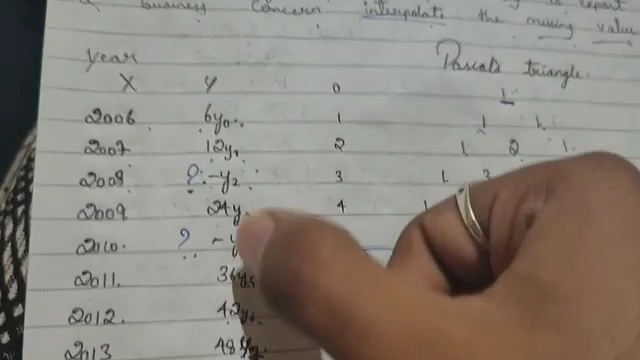 a business concern interpolate the missing value
year Pascal's triangle.
X Y 0 1
2006 6y₀. 1 1 1.
2007 12y₁ 2 1 2 1.
2008 ? -y₂ 3 1. 3
2009 24y 4 1
2010. ? - y
2011 36y₅
2012. 42y₆
2013 48y₇